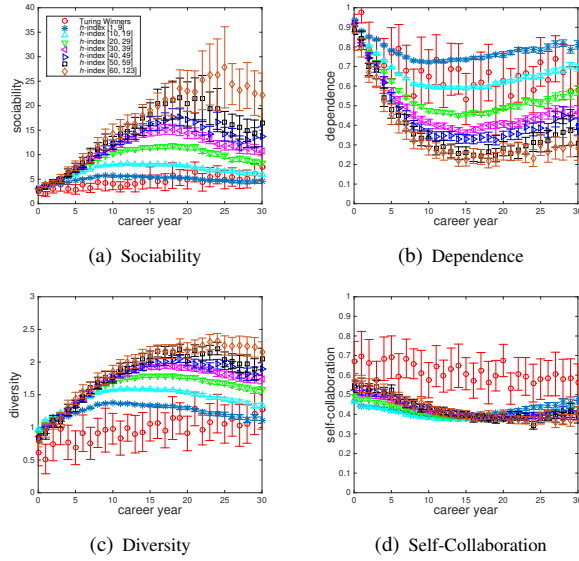 40
35
30
25
20
15
10
5
0
sociability
Turing Winners
h-index [1, 9]
h-index [10, 19]
h-index [20, 29]
h-index [30, 39]
h-index [40, 49]
h-index [50, 59]
h-index [60, 123]
0 5 10 15 20 25 30
career year
(a) Sociability
1
0.9
0.8
0.7
0.6
0.5
0.4
0.3
0.2
0.1
0
dependence
0 5 10 15 20 25 30
career year
(b) Dependence
3
2.5
2
1.5
1
0.5
0
diversity
0 5 10 15 20 25 30
career year
(c) Diversity
1
0.9
0.8
0.7
0.6
0.5
0.4
0.3
0.2
0.1
0
self-collaboration
0 5 10 15 20 25 30
career year
(d) Self-Collaboration